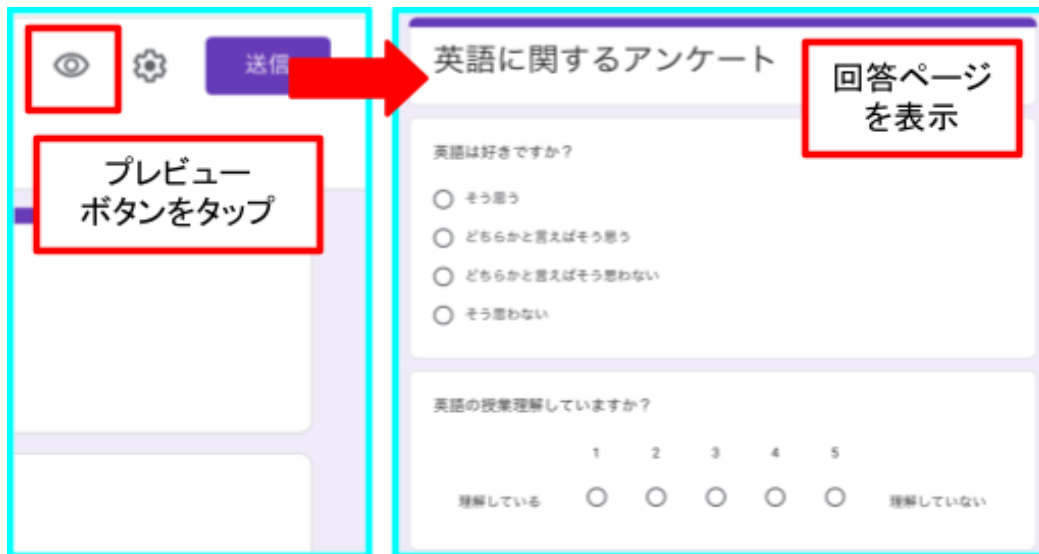 送信
プレビュー
ボタンをタップ
英語に関するアンケート
回答ページ
を表示
英語は好きですか？
そう思う
どちらかと言えばそう思う
どちらかと言えばそう思わない
そう思わない
英語の授業理解していますか？
1 2 3 4 5
理解している 理解していない